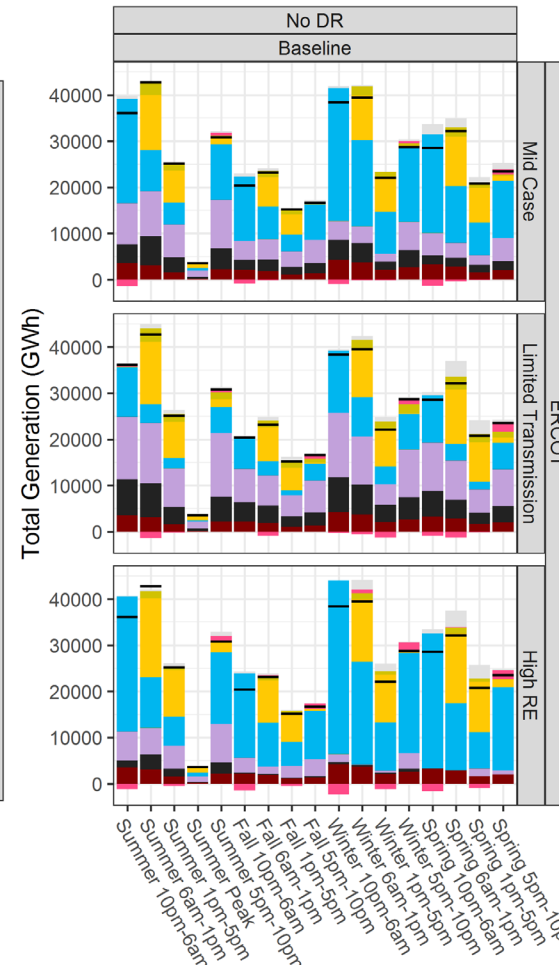 No DR
Baseline
Total Generation (GWh)
40000
30000
20000
10000
0
Mid Case
40000
30000
20000
10000
0
Limited Transmission
ERCOT
40000
30000
20000
10000
0
High RE
Summer 10pm-6am
Summer 6am-1pm
Summer 1pm-5pm
Summer Peak
Summer 5pm-10pm
Fall 10pm-6am
Fall 6am-1pm
Fall 1pm-5pm
Fall 5pm-10pm
Winter 10pm-6am
Winter 6am-1pm
Winter 1pm-5pm
Winter 5pm-10pm
Spring 10pm-6am
Spring 6am-1pm
Spring 1pm-5pm
Spring 5pm-10p